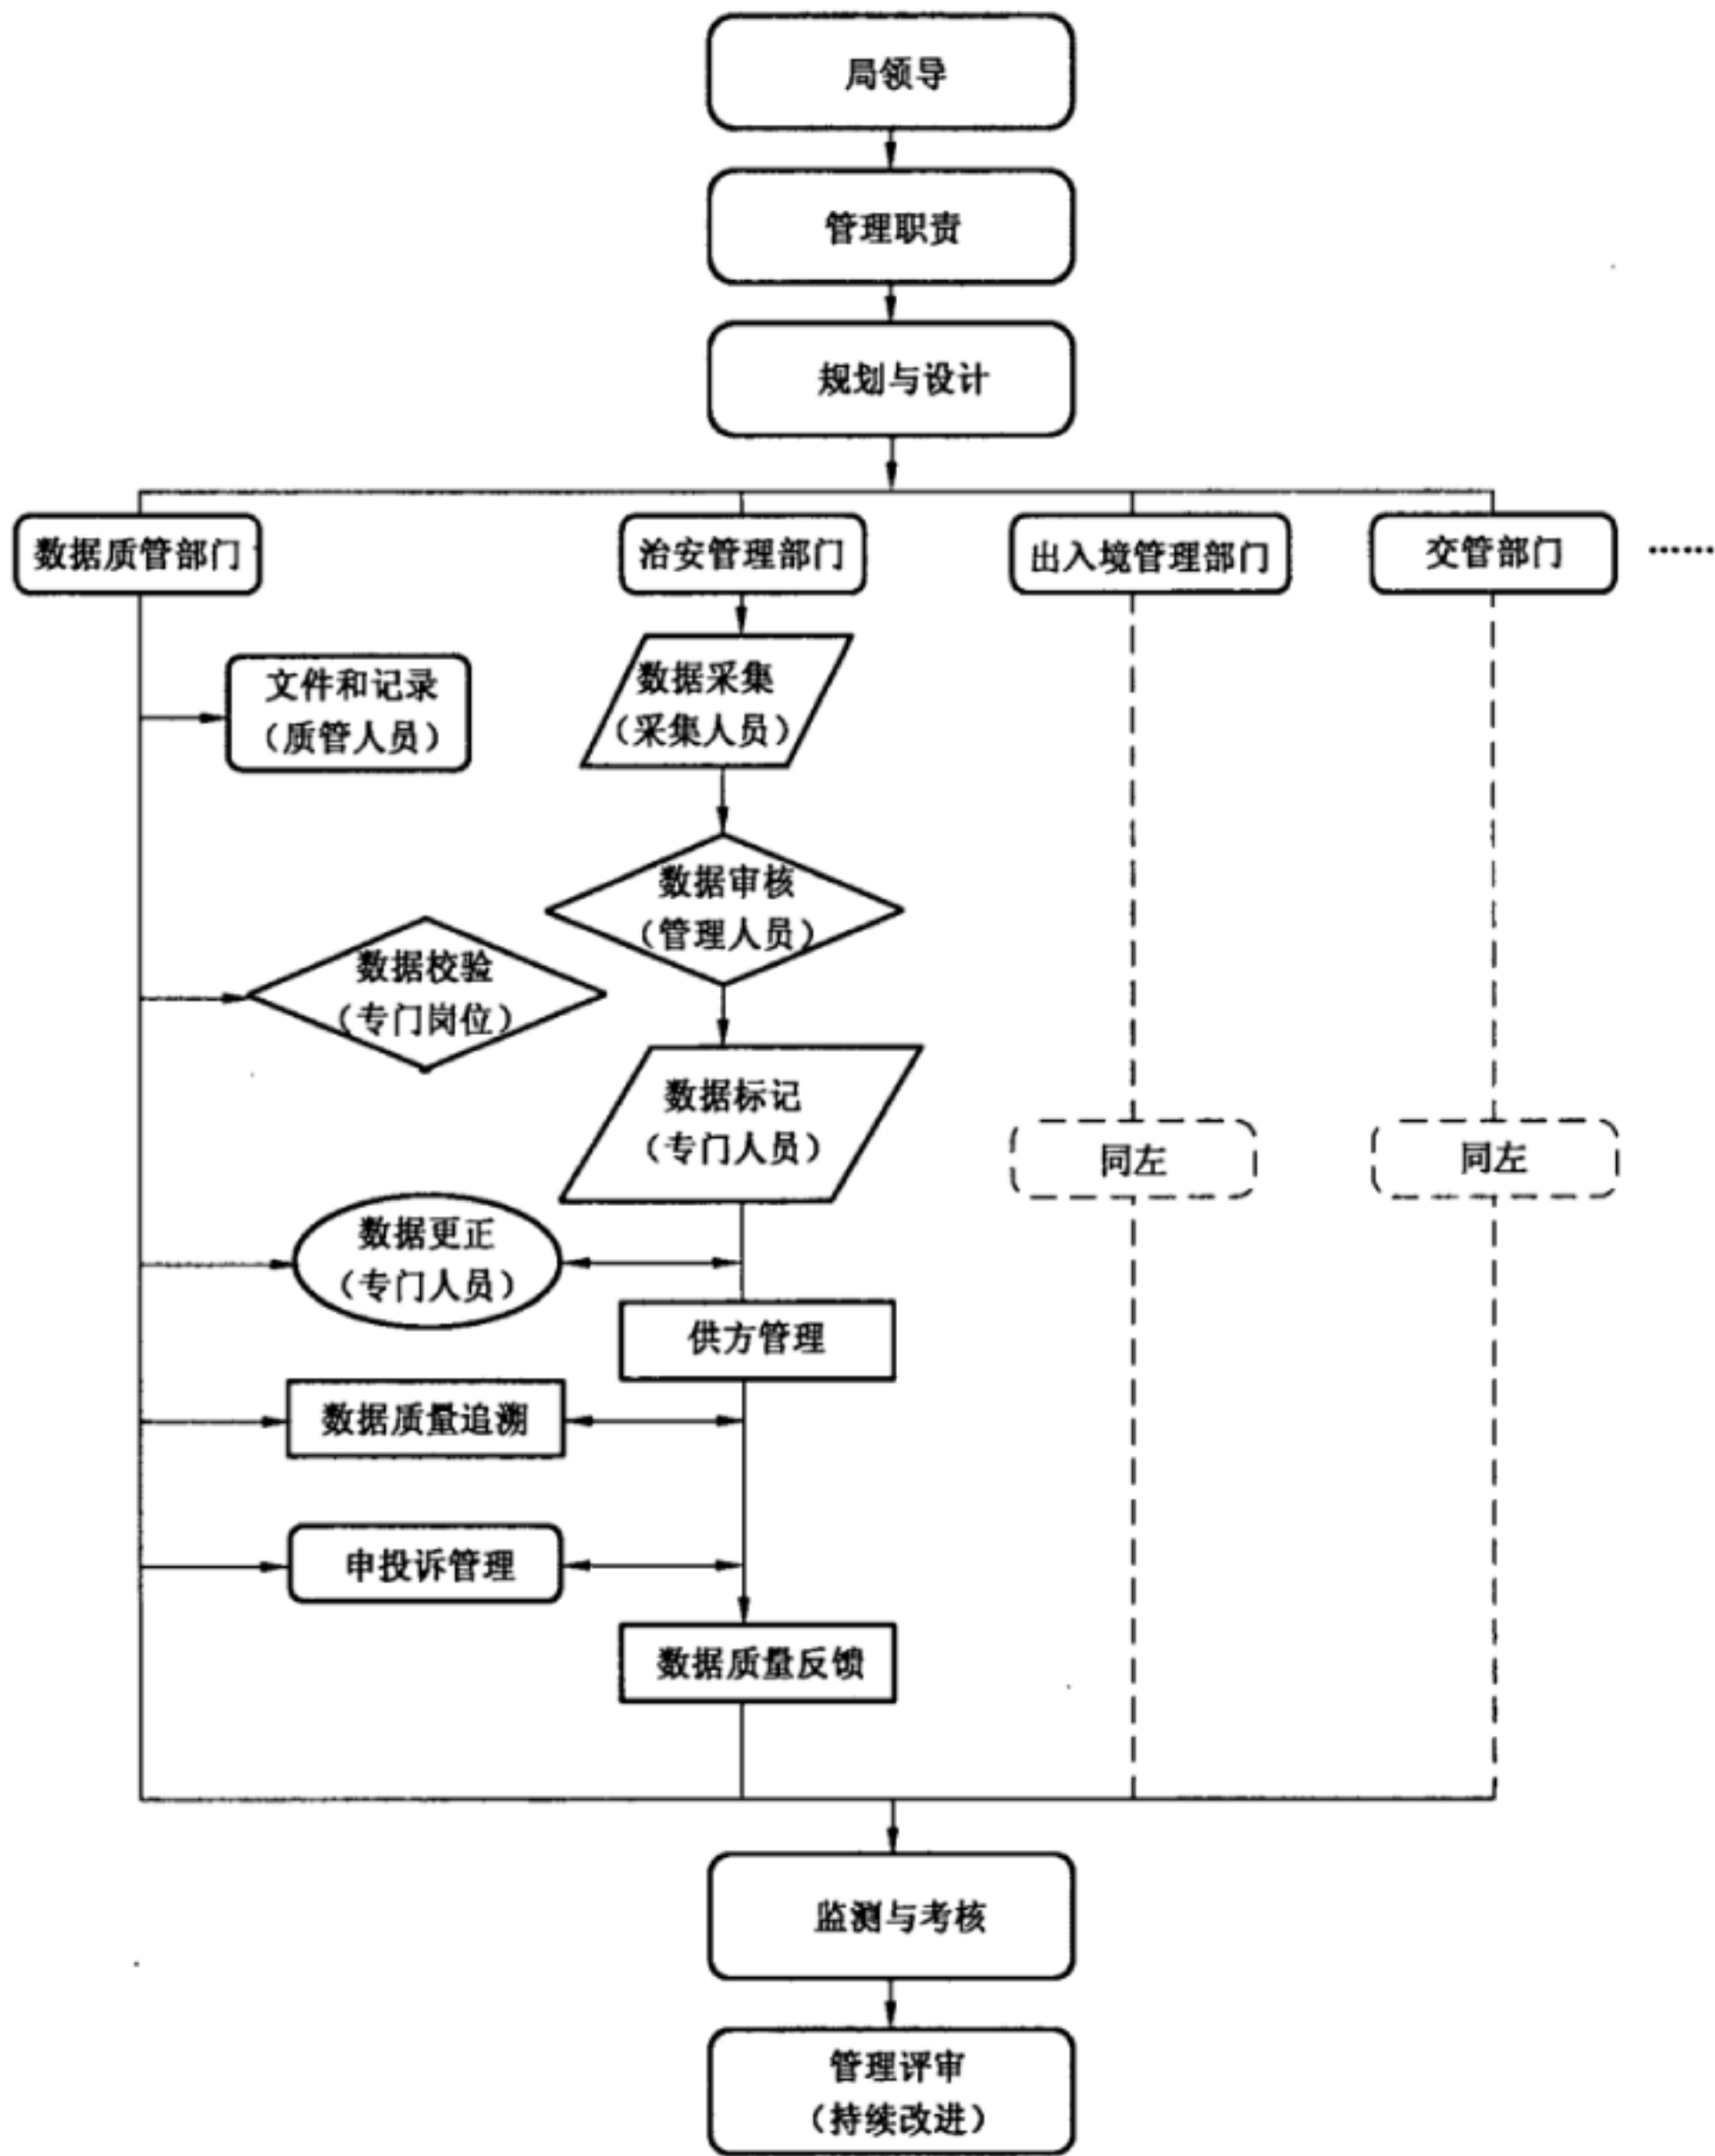 局领导
管理职责
规划与设计
数据质管部门
治安管理部门
出入境管理部门
交管部门
……
文件和记录
（质管人员）
数据采集
（采集人员）
数据审核
（管理人员）
数据校验
（专门岗位）
数据标记
（专门人员）
同左
同左
数据更正
（专门人员）
供方管理
数据质量追溯
申投诉管理
数据质量反馈
监测与考核
管理评审
（持续改进）